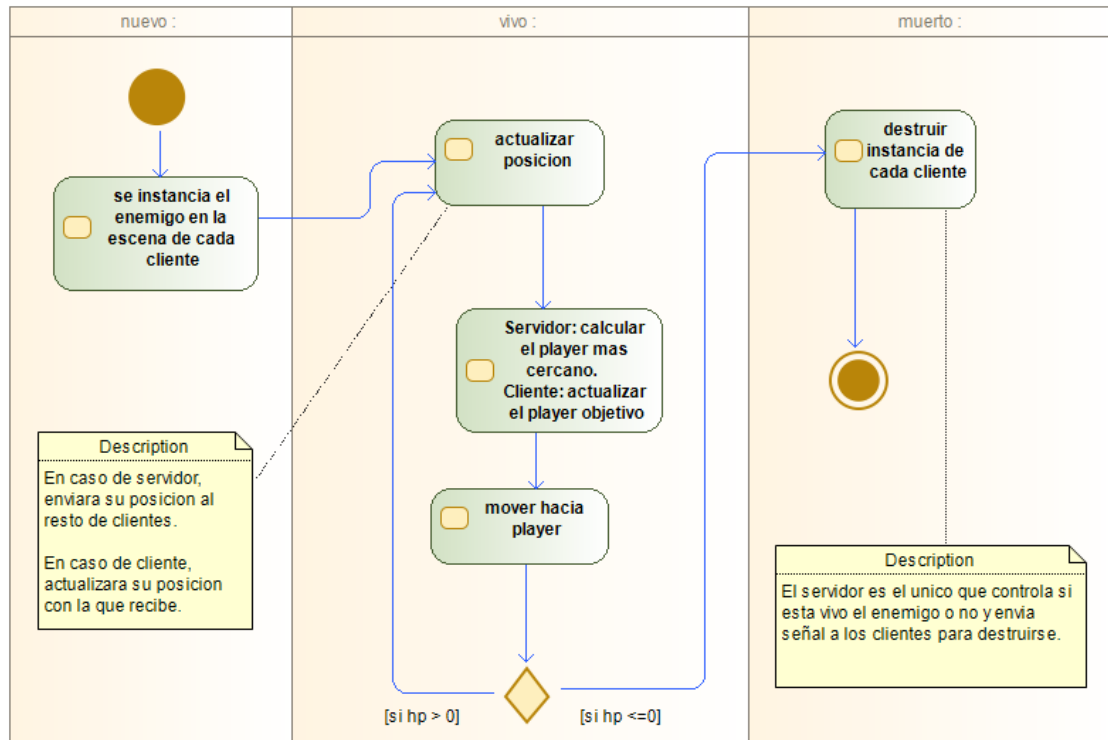 nuevo :
vivo :
muerto :
se instancia el
enemigo en la
escena de cada
cliente
actualizar
posicion
destruir
instancia de
cada cliente
Servidor: calcular
el player mas
cercano.
Cliente: actualizar
el player objetivo
Description
En caso de servidor,
enviara su posicion al
resto de clientes.
En caso de cliente,
actualizara su posicion
con la que recibe.
mover hacia
player
Description
El servidor es el unico que controla si
esta vivo el enemigo o no y envia
señal a los clientes para destruirse.
[si hp > 0]
[si hp <=0]